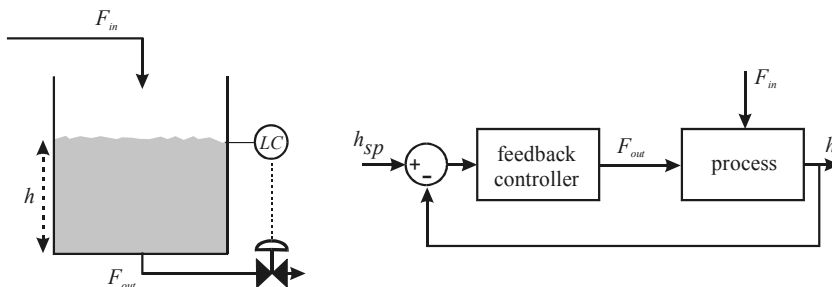 F_in
LC
h
F_out
h_sp
+
-
feedback
controller
F_out
F_in
process
h